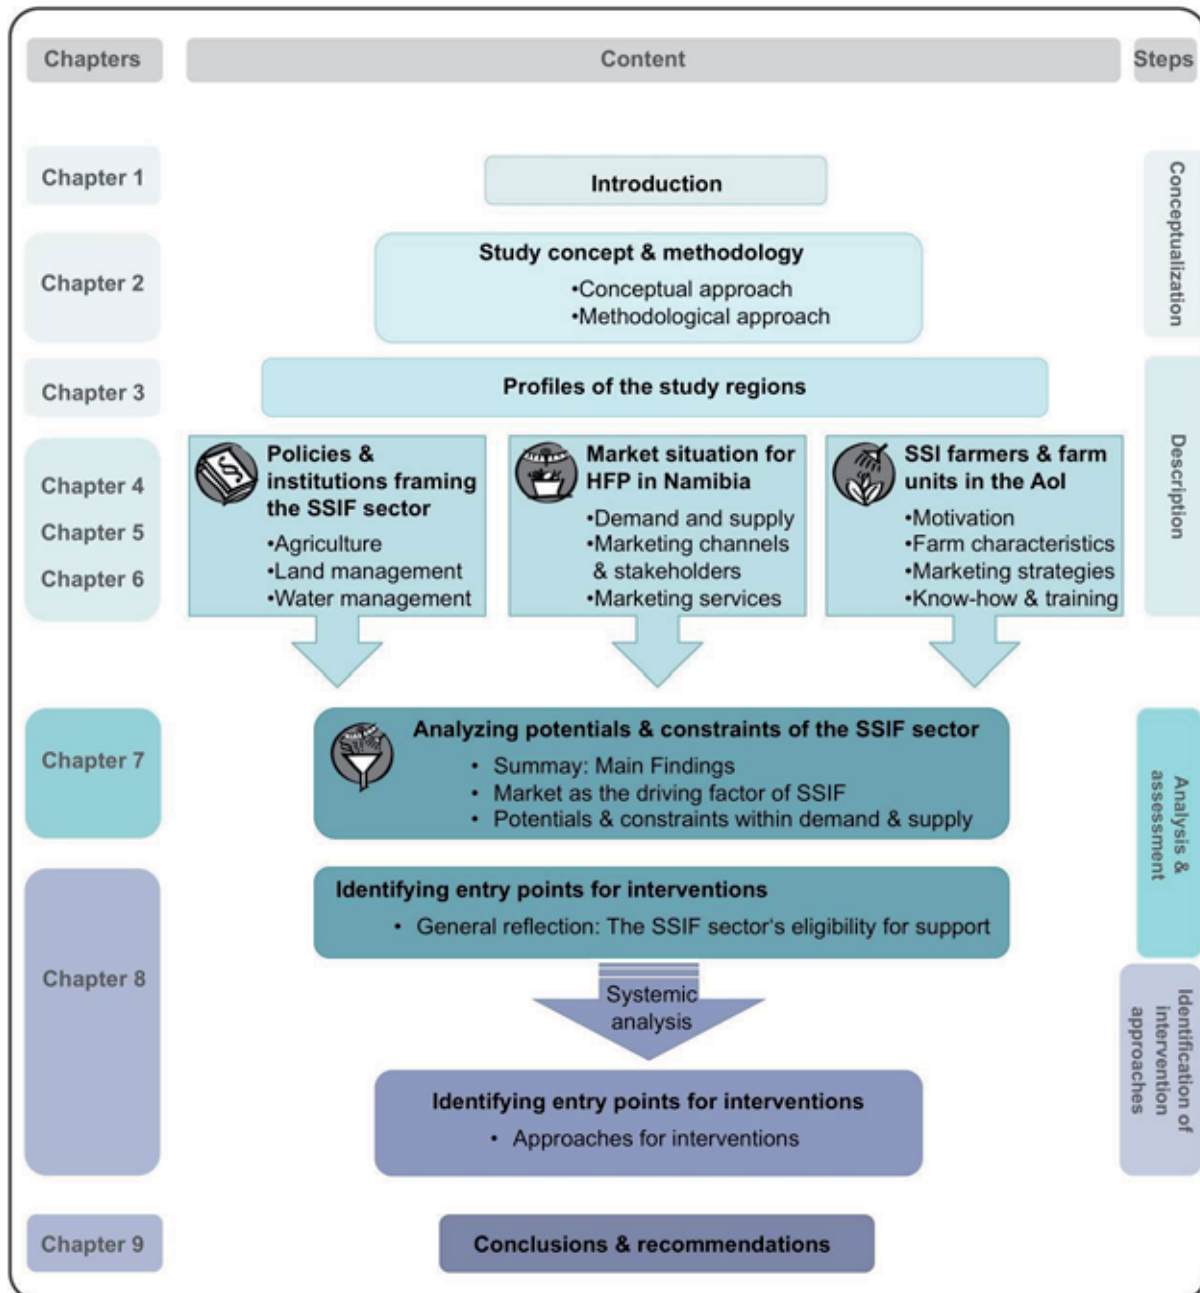 Chapters
Content
Steps
Chapter 1
Introduction
Conceptualization
Chapter 2
Study concept & methodology
•Conceptual approach
•Methodological approach
Chapter 3
Profiles of the study regions
Description
Chapter 4
Chapter 5
Chapter 6
Policies &
institutions framing
the SSIF sector
•Agriculture
•Land management
•Water management
Market situation for
HFP in Namibia
•Demand and supply
•Marketing channels
& stakeholders
•Marketing services
SSI farmers & farm
units in the AoI
•Motivation
•Farm characteristics
•Marketing strategies
•Know-how & training
Chapter 7
Analyzing potentials & constraints of the SSIF sector
• Summay: Main Findings
• Market as the driving factor of SSIF
• Potentials & constraints within demand & supply
Analysis &
assessment
Chapter 8
Identifying entry points for interventions
• General reflection: The SSIF sector‘s eligibility for support
Systemic
analysis
Identifying entry points for interventions
• Approaches for interventions
Identification of
intervention
approaches
Chapter 9
Conclusions & recommendations